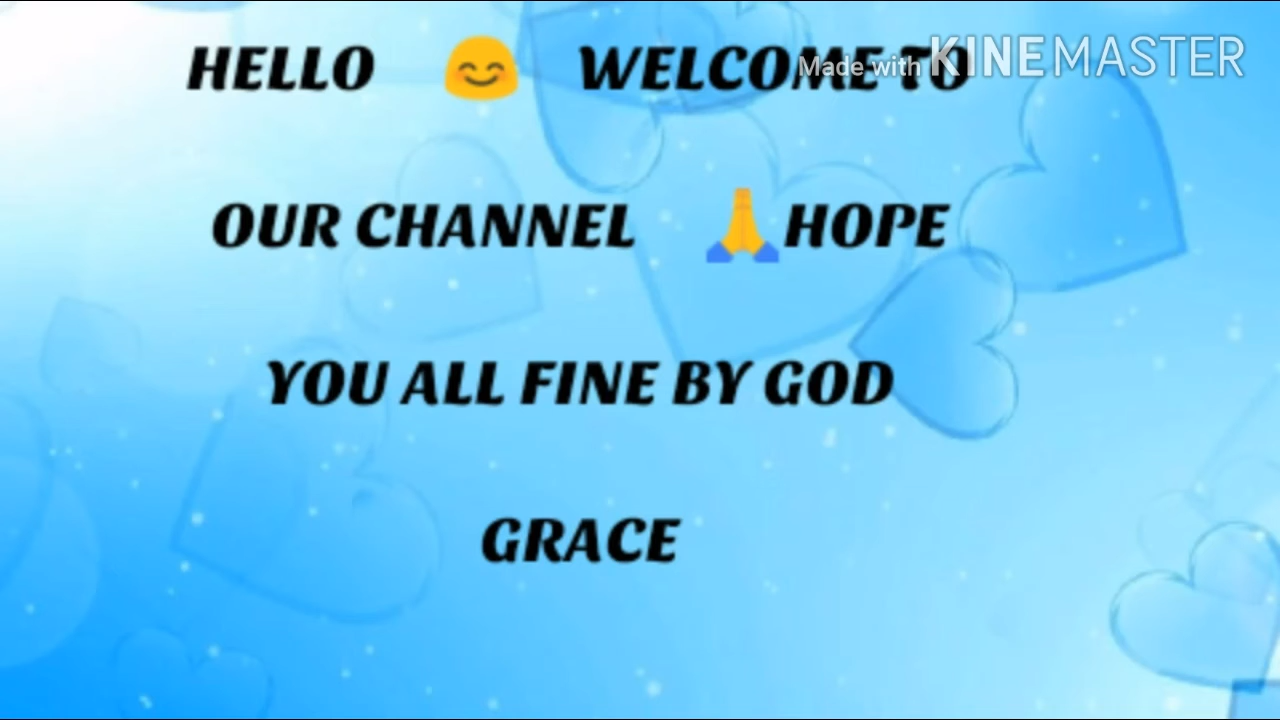 HELLO 😊 WELCOME TO
Made with KINEMASTER
OUR CHANNEL 🙏HOPE
YOU ALL FINE BY GOD
GRACE